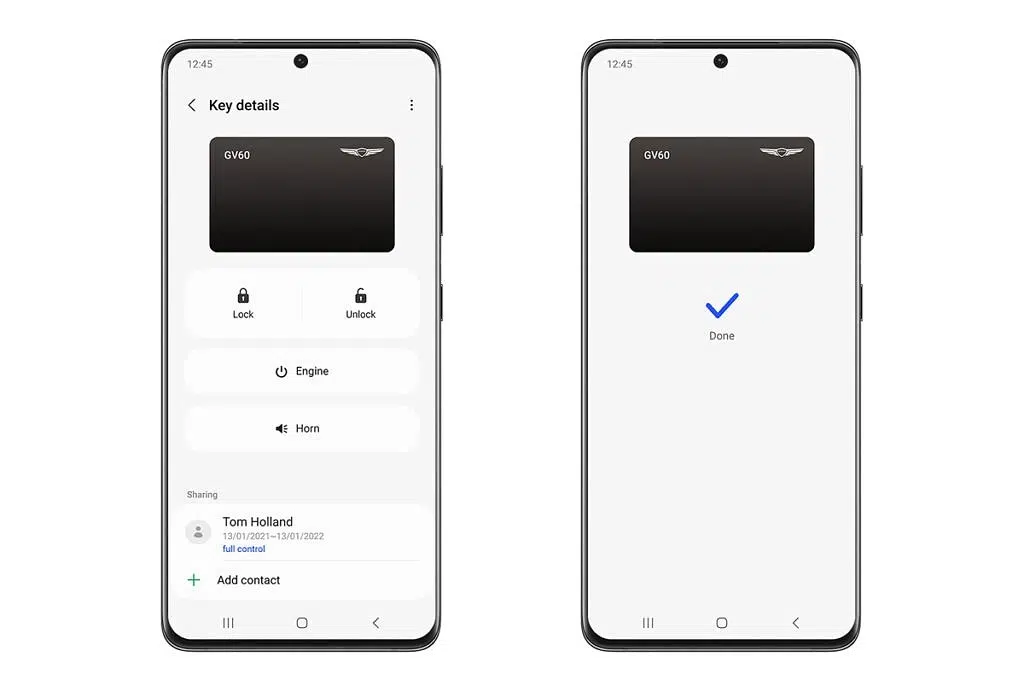 12:45
Key details
GV60
Lock
Unlock
Engine
Horn
Sharing
Tom Holland
13/01/2021~13/01/2022
full control
Add contact
12:45
GV60
Done